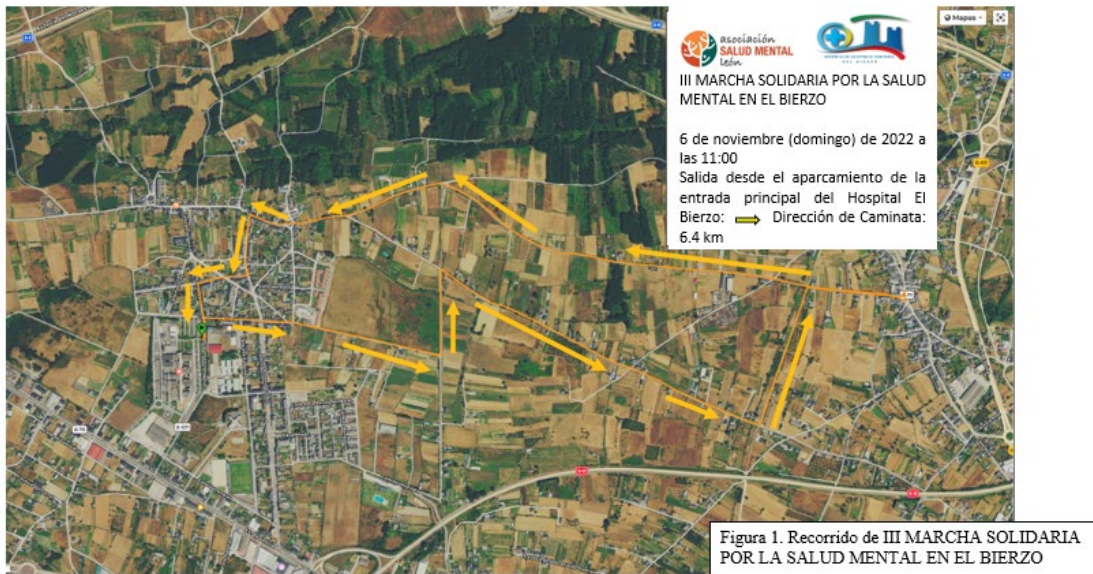 Mapas
asociación
SALUD MENTAL
león
III MARCHA SOLIDARIA POR LA SALUD
MENTAL EN EL BIERZO
6 de noviembre (domingo) de 2022 a
las 11:00
Salida desde el aparcamiento de la
entrada principal del Hospital El
Bierzo: Dirección de Caminata:
6.4 km
Figura 1. Recorrido de III MARCHA SOLIDARIA
POR LA SALUD MENTAL EN EL BIERZO